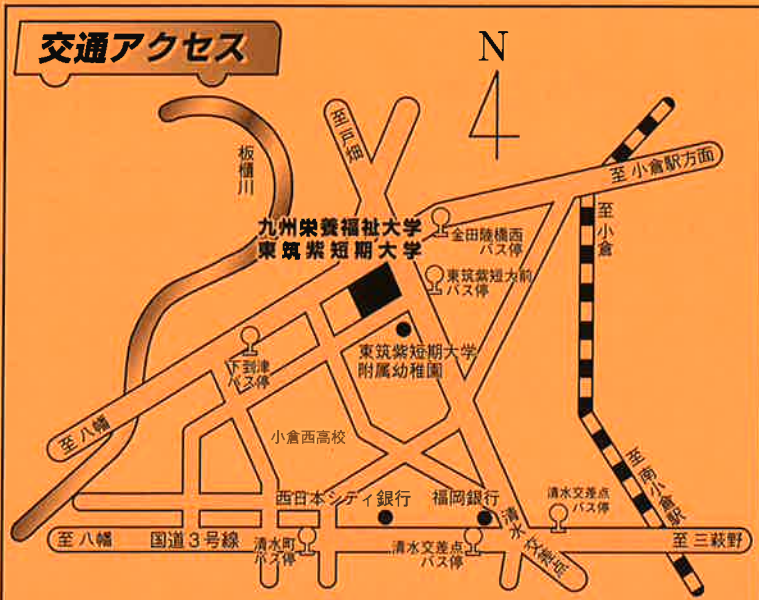 交通アクセス
N
至戸畑
板櫃川
至 小倉駅方面
至小倉
九州栄養福祉大学
東筑紫短期大学
金田陸橋西
バス停
東筑紫短大前
バス停
下到津
バス停
東筑紫短期大学
附属幼稚園
至八幡
小倉西高校
至南小倉駅
西日本シティ銀行
福岡銀行
清水交差点
バス停
至 八幡
国道3号線
清水町
バス停
清水交差点
バス停
清水交差点
至 三萩野